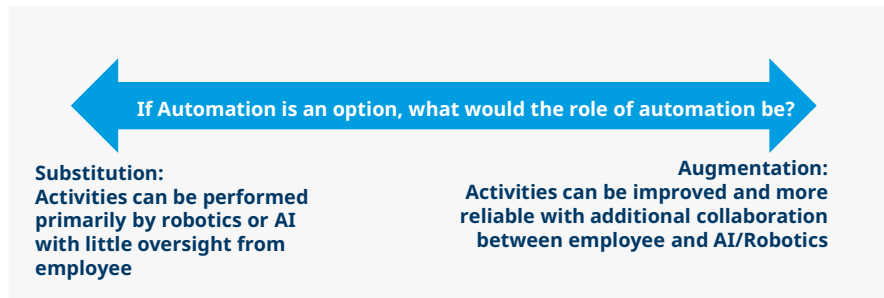 If Automation is an option, what would the role of automation be?
Substitution:
Activities can be performed
primarily by robotics or AI
with little oversight from
employee
Augmentation:
Activities can be improved and more
reliable with additional collaboration
between employee and AI/Robotics